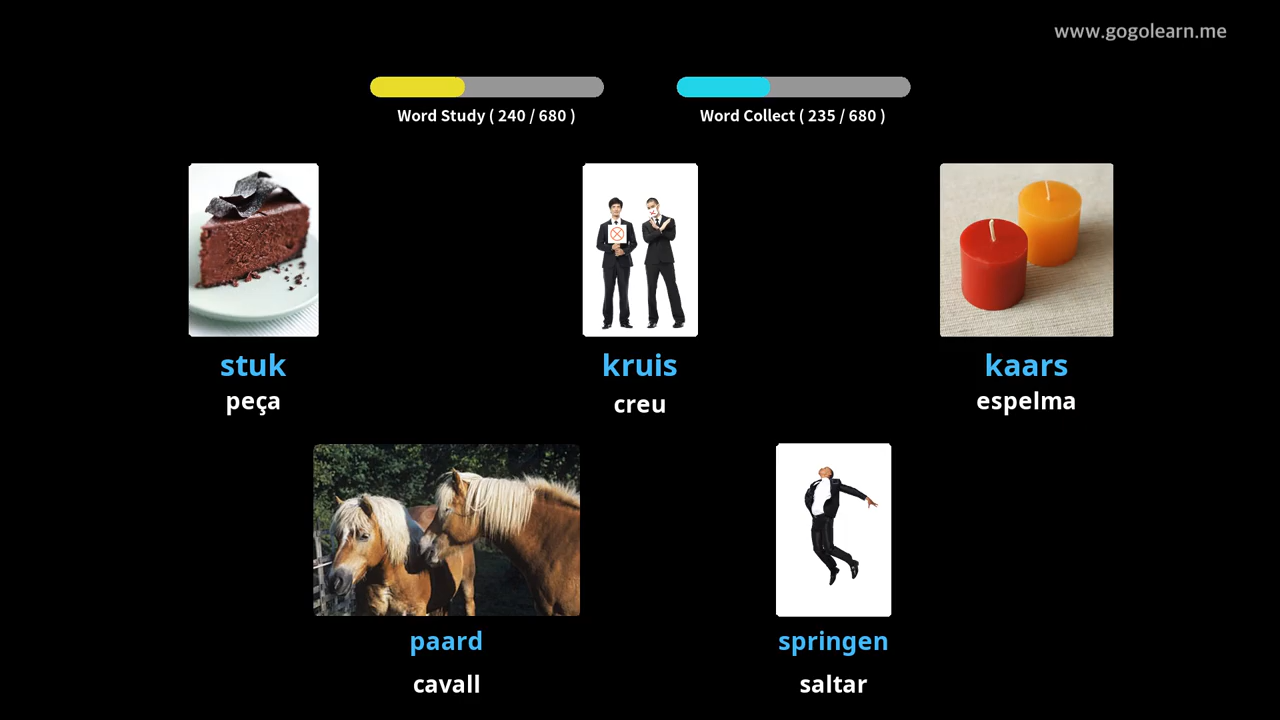 www.gogolearn.me
Word Study ( 240 / 680 )
Word Collect ( 235 / 680 )
stuk
peça
kruis
creu
kaars
espelma
paard
cavall
springen
saltar